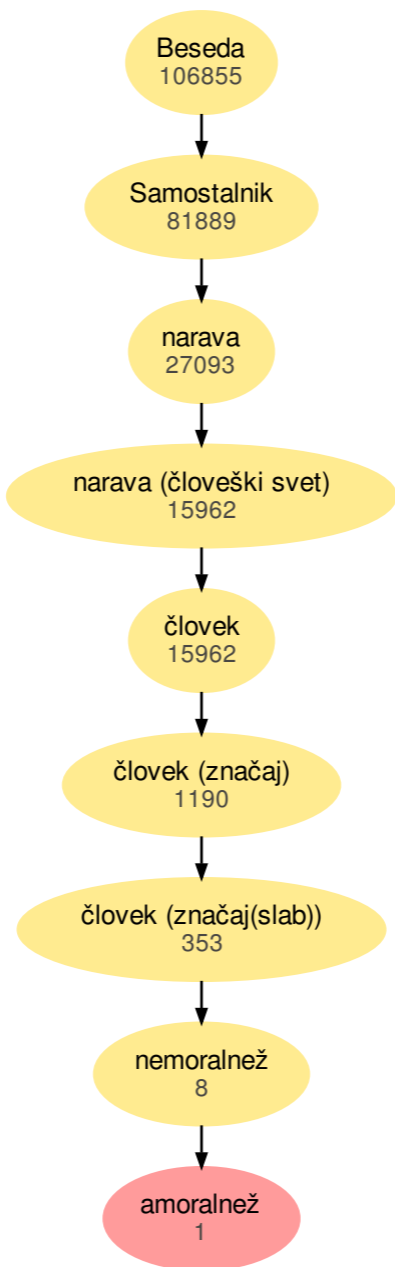 Beseda
106855
Samostalnik
81889
narava
27093
narava (človeški svet)
15962
človek
15962
človek (značaj)
1190
človek (značaj(slab))
353
nemoralnež
8
amoralnež
1